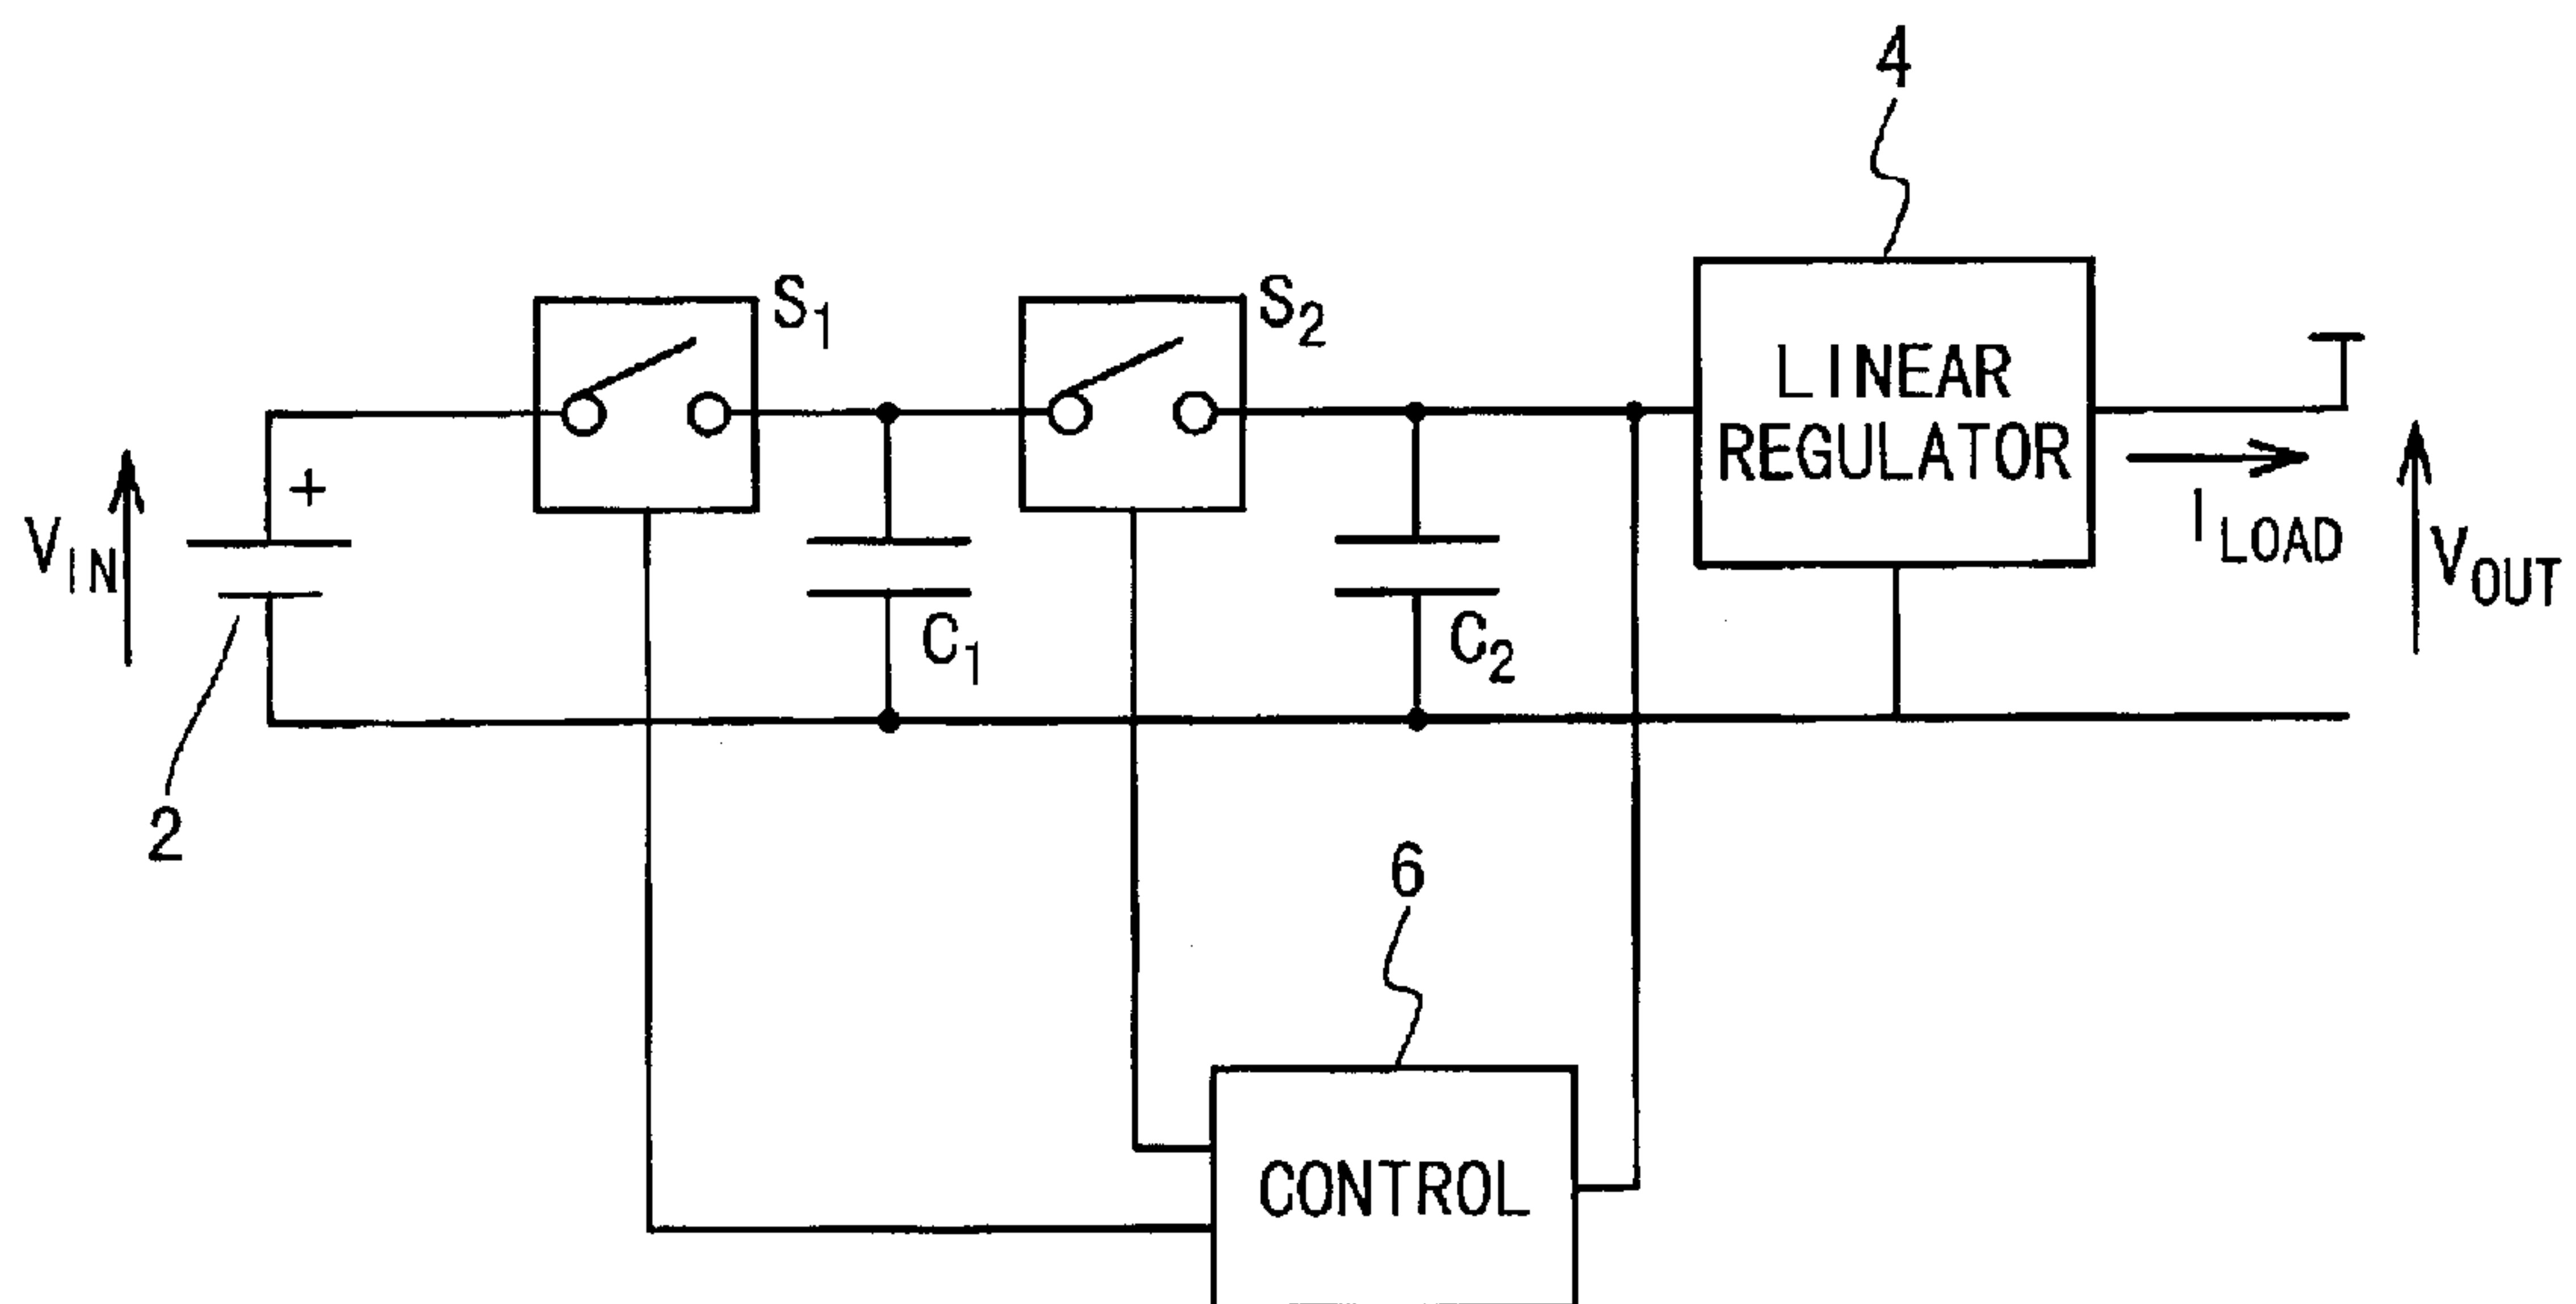 4
S1
S2
LINEAR
REGULATOR
+
VIN
ILOAD
VOUT
C1
C2
2
6
CONTROL